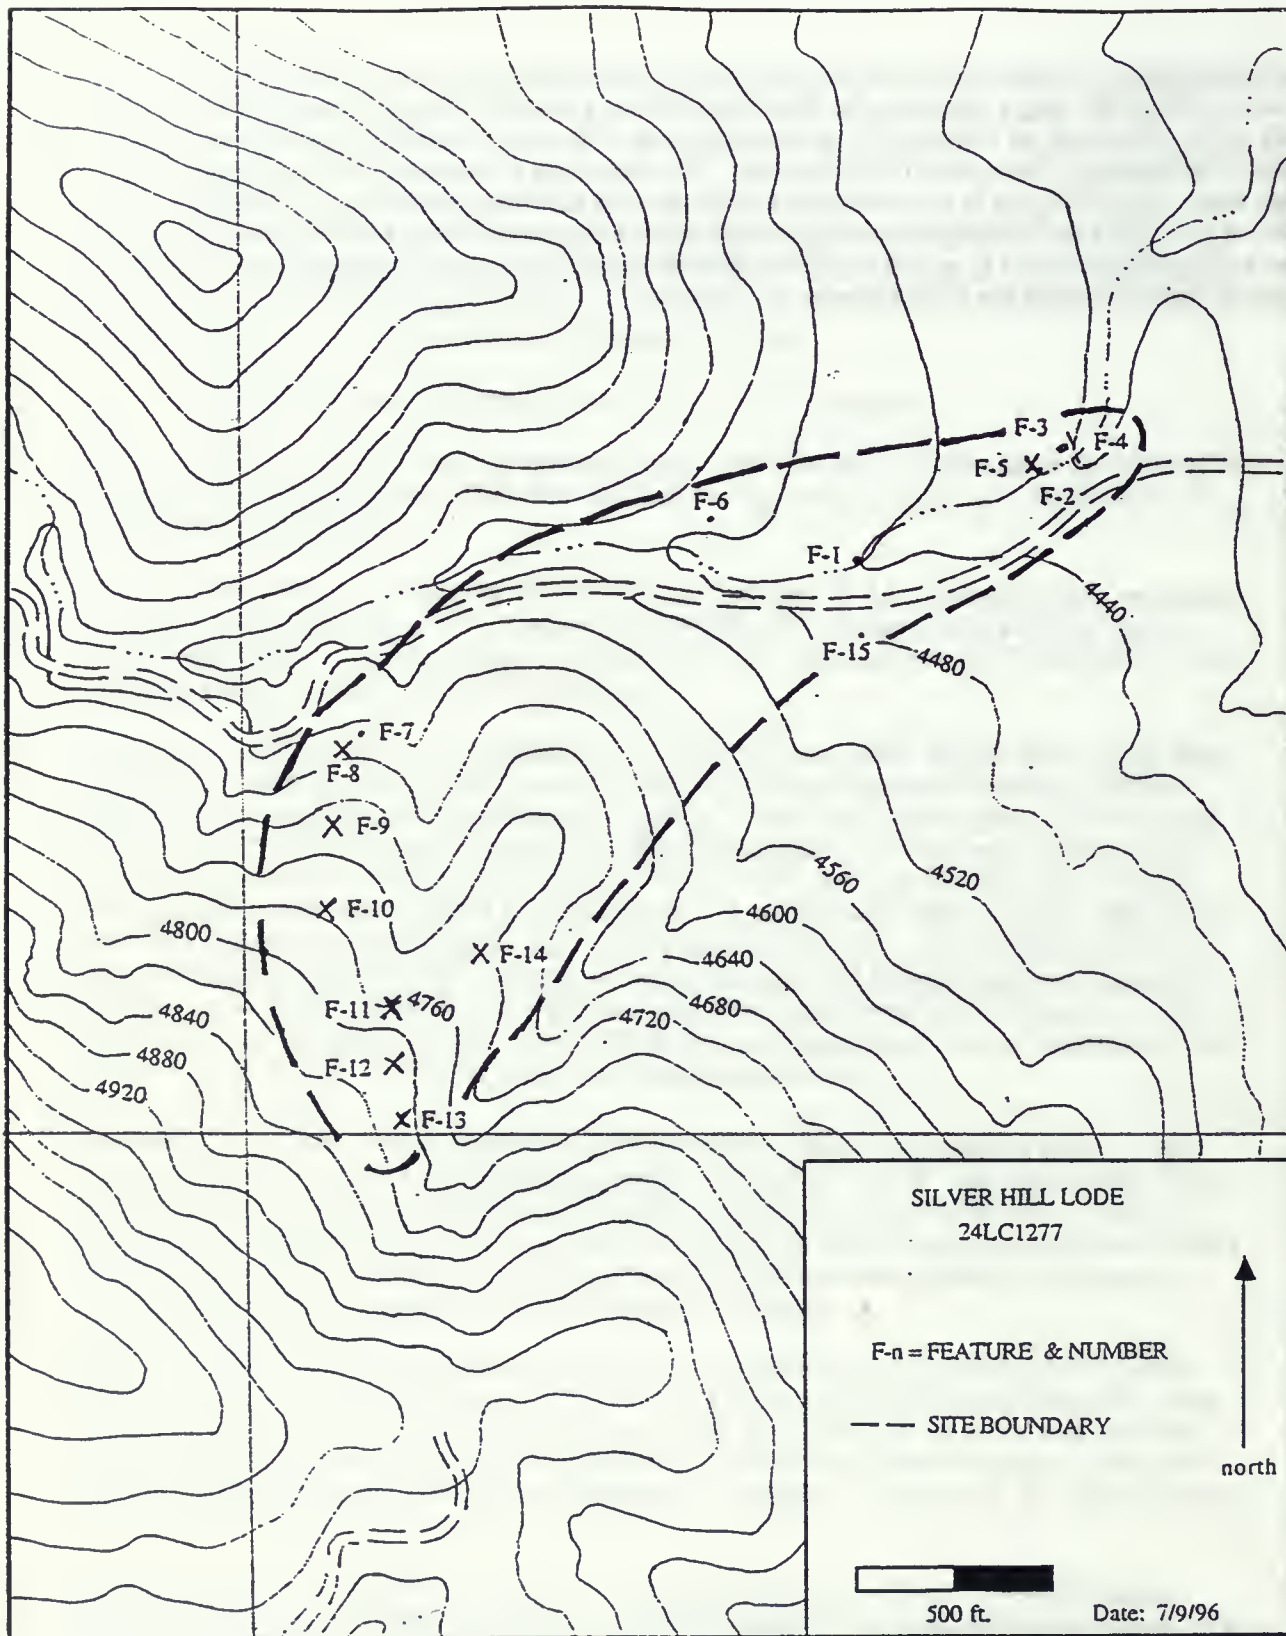 F-3
F-4
F-5
F-2
F-6
F-1
4440
F-15
4480
F-7
F-8
F-9
4560
4520
F-10
4600
4800
F-14
4640
F-11
4760
4680
4840
4720
4880
F-12
4920
F-13
SILVER HILL LODE
24LC1277
F-n = FEATURE & NUMBER
SITE BOUNDARY
north
500 ft.
Date: 7/9/96